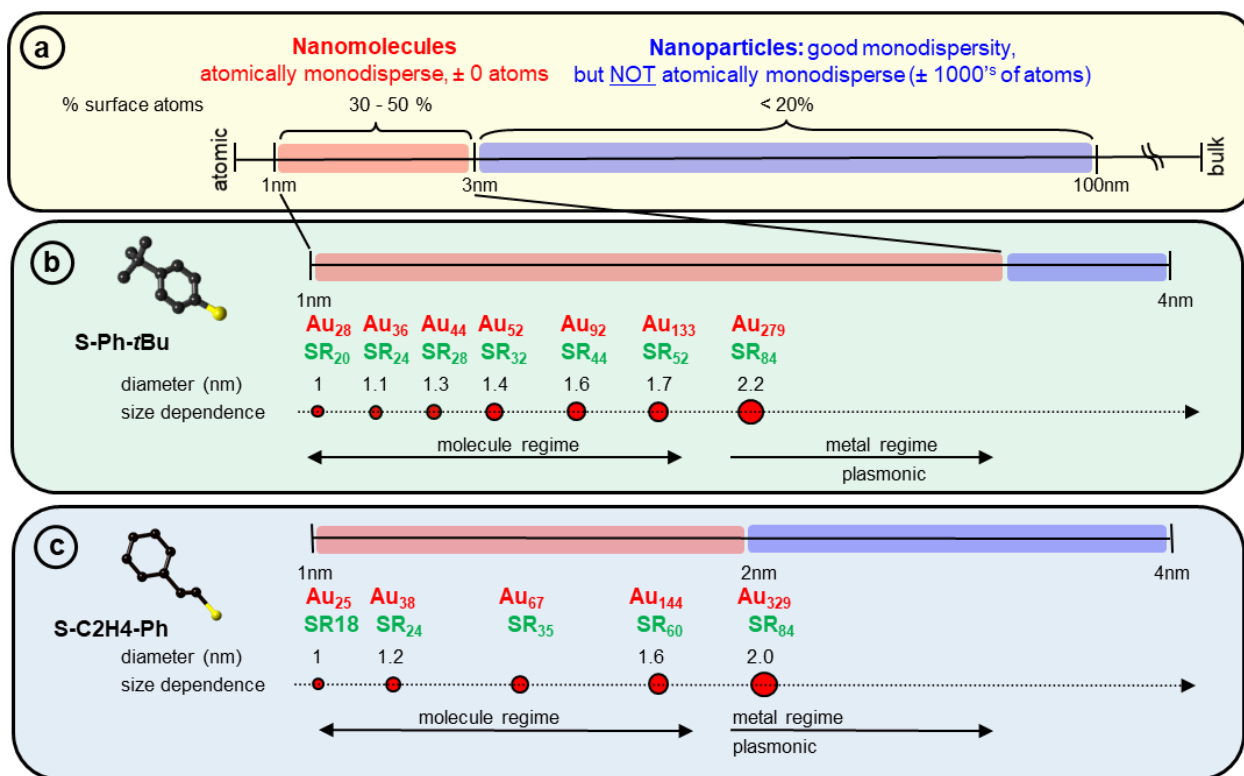 a
Nanomolecules
atomically monodisperse, ± 0 atoms
Nanoparticles: good monodispersity,
but NOT atomically monodisperse (± 1000's of atoms)
% surface atoms
30 - 50 %
< 20%
atomic
1nm
3nm
100nm
bulk
b
S-Ph-tBu
1nm
4nm
Au28 Au36 Au44 Au52 Au92 Au133 Au279
SR20 SR24 SR28 SR32 SR44 SR52 SR84
diameter (nm) 1 1.1 1.3 1.4 1.6 1.7 2.2
size dependence
molecule regime
metal regime
plasmonic
c
S-C2H4-Ph
1nm
2nm
4nm
Au25 Au38 Au67 Au144 Au329
SR18 SR24 SR35 SR60 SR84
diameter (nm) 1 1.2 1.6 2.0
size dependence
molecule regime
metal regime
plasmonic